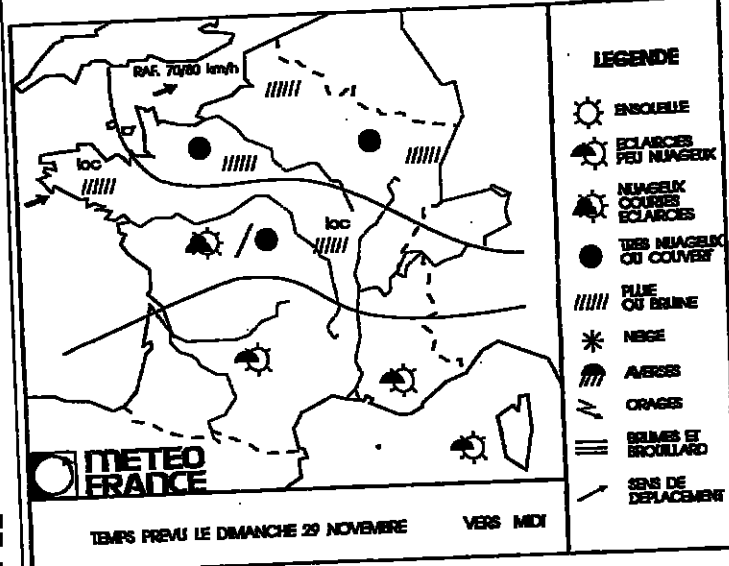 RAF. 70/80 km/h
loc
loc
METEO
FRANCE
TEMPS PREVU LE DIMANCHE 29 NOVEMBRE VERS MIDI
LEGENDE
ENSOLEILLE
ECLAIRCIES
PEU NUAGEUX
NUAGEUX
COURTES
ECLAIRCIES
TRES NUAGEUX
OU COUVERT
PLUIE
OU BRUINE
NEIGE
AVERSES
ORAGES
BRUMES ET
BROUILLARD
SENS DE
DEPLACEMENT